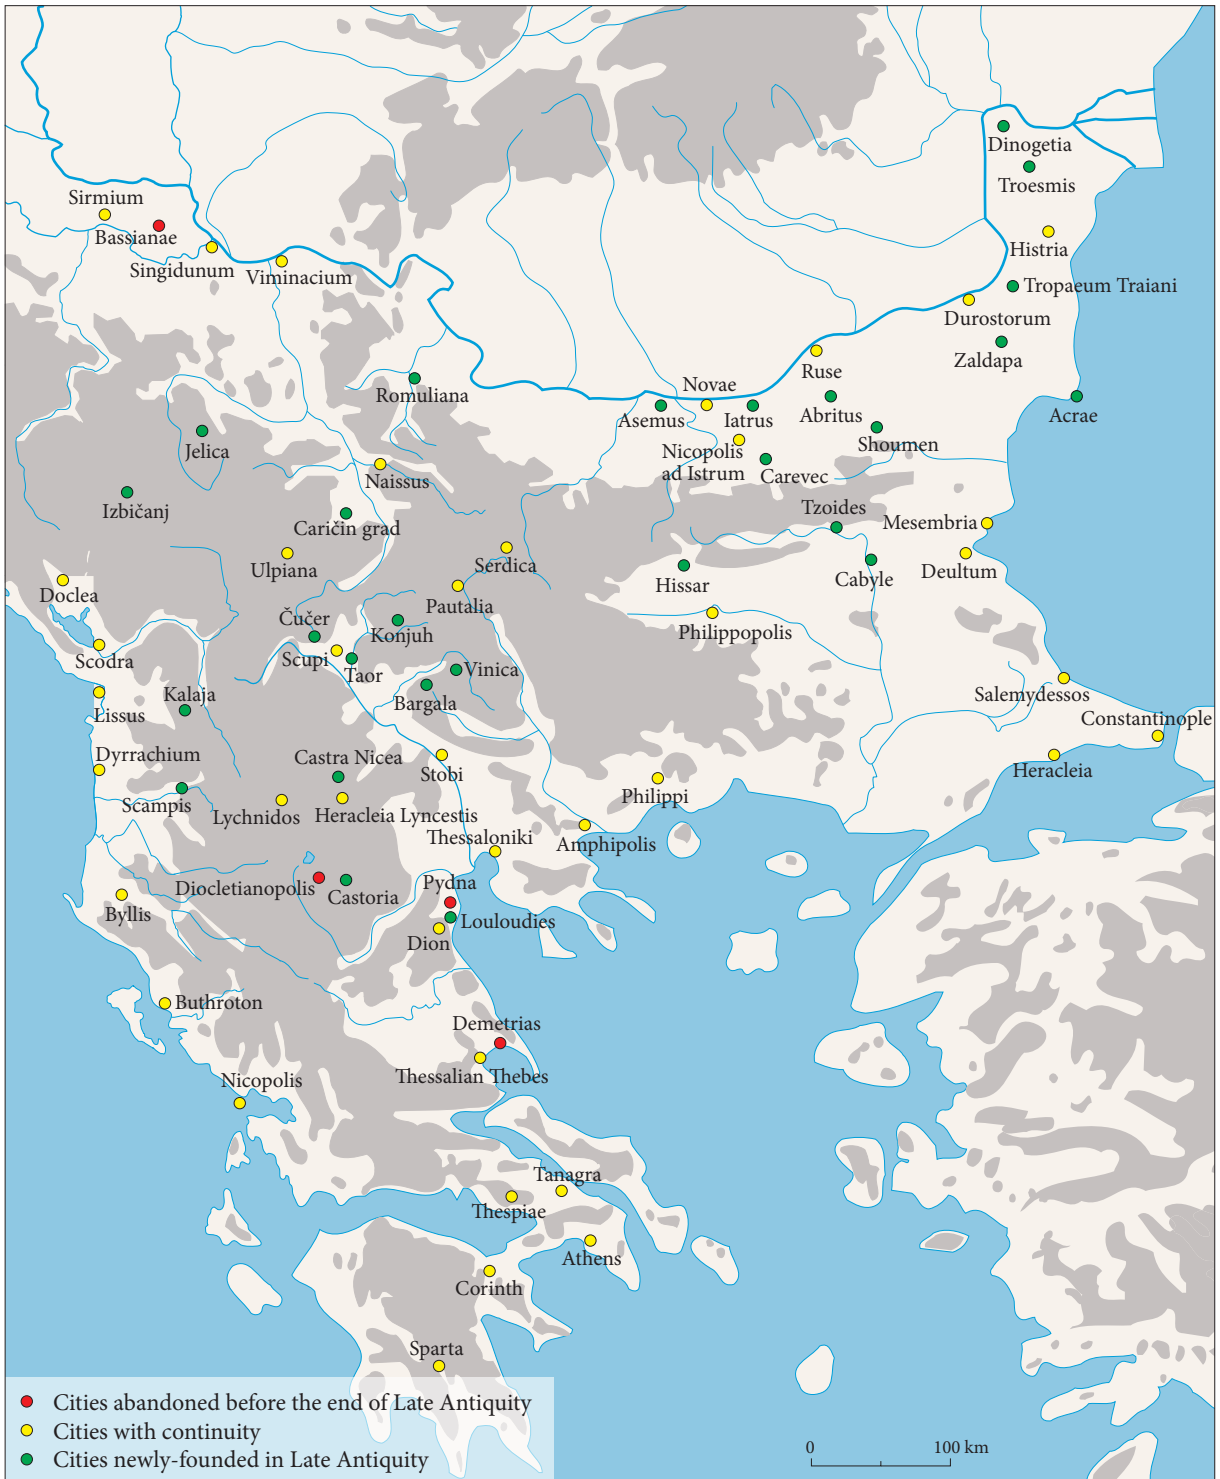 Dinogetia
Troesmis
Sirmium
Bassianae
Singidunum
Viminacium
Histria
Tropaeum Traiani
Durostorum
Zaldapa
Ruse
Romuliana
Novae
Asemus
Iatrus
Abritus
Acrae
Shoumen
Jelica
Nicopolis
ad Istrum
Carevec
Naissus
Izbičanj
Caričin grad
Tzoides
Mesembria
Ulpiana
Serdica
Hissar
Cabyle
Deultum
Doclea
Pautalia
Čučer
Konjuh
Philippopolis
Scodra
Scupi
Taor
Vinica
Bargala
Kalaja
Lissus
Salemydessos
Constantinople
Dyrrachium
Castra Nicea
Stobi
Heracleia
Scampis
Lychnidos
Heracleia Lyncestis
Philippi
Thessaloniki
Amphipolis
Diocletianopolis
Castoria
Pydna
Byllis
Louloudies
Dion
Buthroton
Demetrias
Thessalian Thebes
Nicopolis
Tanagra
Thespiae
Athens
Corinth
Sparta
Cities abandoned before the end of Late Antiquity
Cities with continuity
Cities newly-founded in Late Antiquity
0 100 km